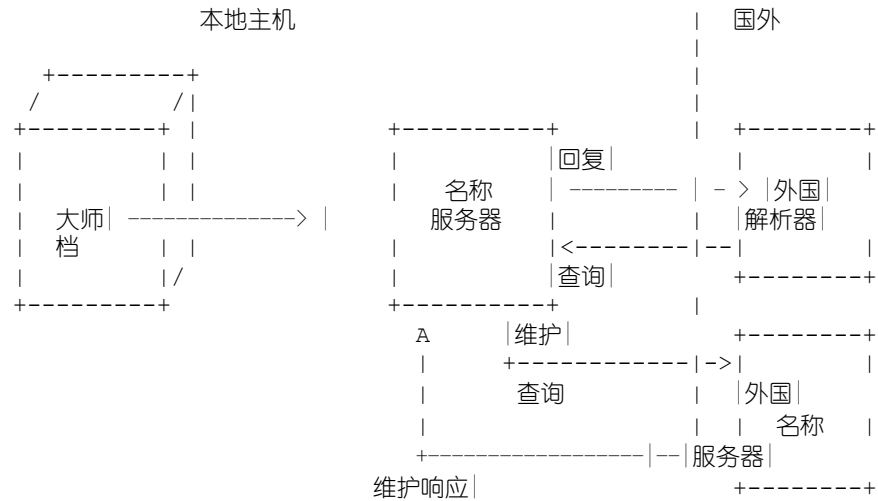 本地主机 国外
大师
档
名称
服务器
回复
查询
外国
解析器
A 维护
查询
外国
名称
服务器
维护响应